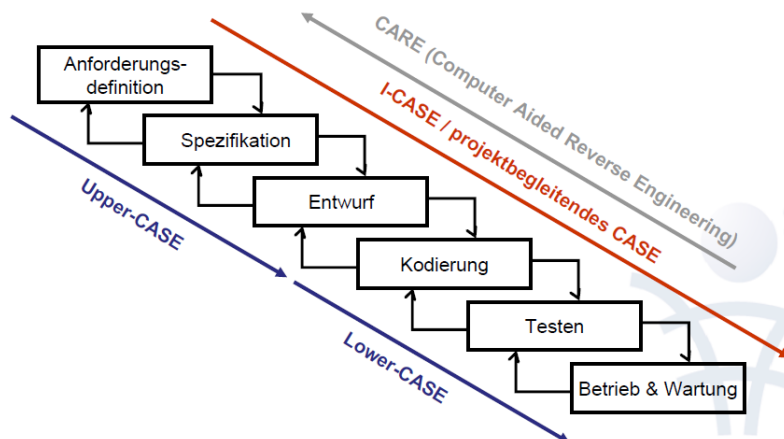 Anforderungs-
definition
Spezifikation
Entwurf
Kodierung
Testen
Betrieb & Wartung
Upper-CASE
Lower-CASE
I-CASE / projektbegleitendes CASE
CARE (Computer Aided Reverse Engineering)